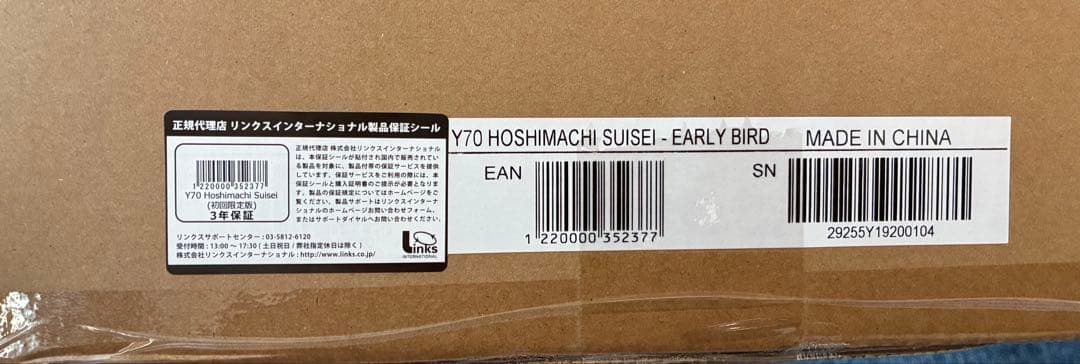 正規代理店 リンクスインターナショナル製品保証シール
1 220000 352377
Y70 Hoshimachi Suisei
(初回限定版)
3年保証
正規代理店 株式会社リンクスインターナショナル
は、本保証シールが貼付され国内で販売されている
製品を対象に、製品付帯の保証サービスを提供
しています。保証サービスご利用の際には、本保
証シールと購入証明書のご提示が必要となりま
す。製品の保証規定についてはホームページをご
覧ください。製品サポートはリンクスインターナ
ショナルのホームページお問い合わせフォーム、
またはサポートダイヤルへお問い合わせください。
リンクスサポートセンター : 03-5812-6120
受付時間 : 13:00 ～ 17:30 ( 土日祝日 / 弊社指定休日は除く )
株式会社リンクスインターナショナル : http://www.links.co.jp/
Links
INTERNATIONAL
Y70 HOSHIMACHI SUISEI - EARLY BIRD MADE IN CHINA
EAN
1 220000 352377
SN
29255Y19200104